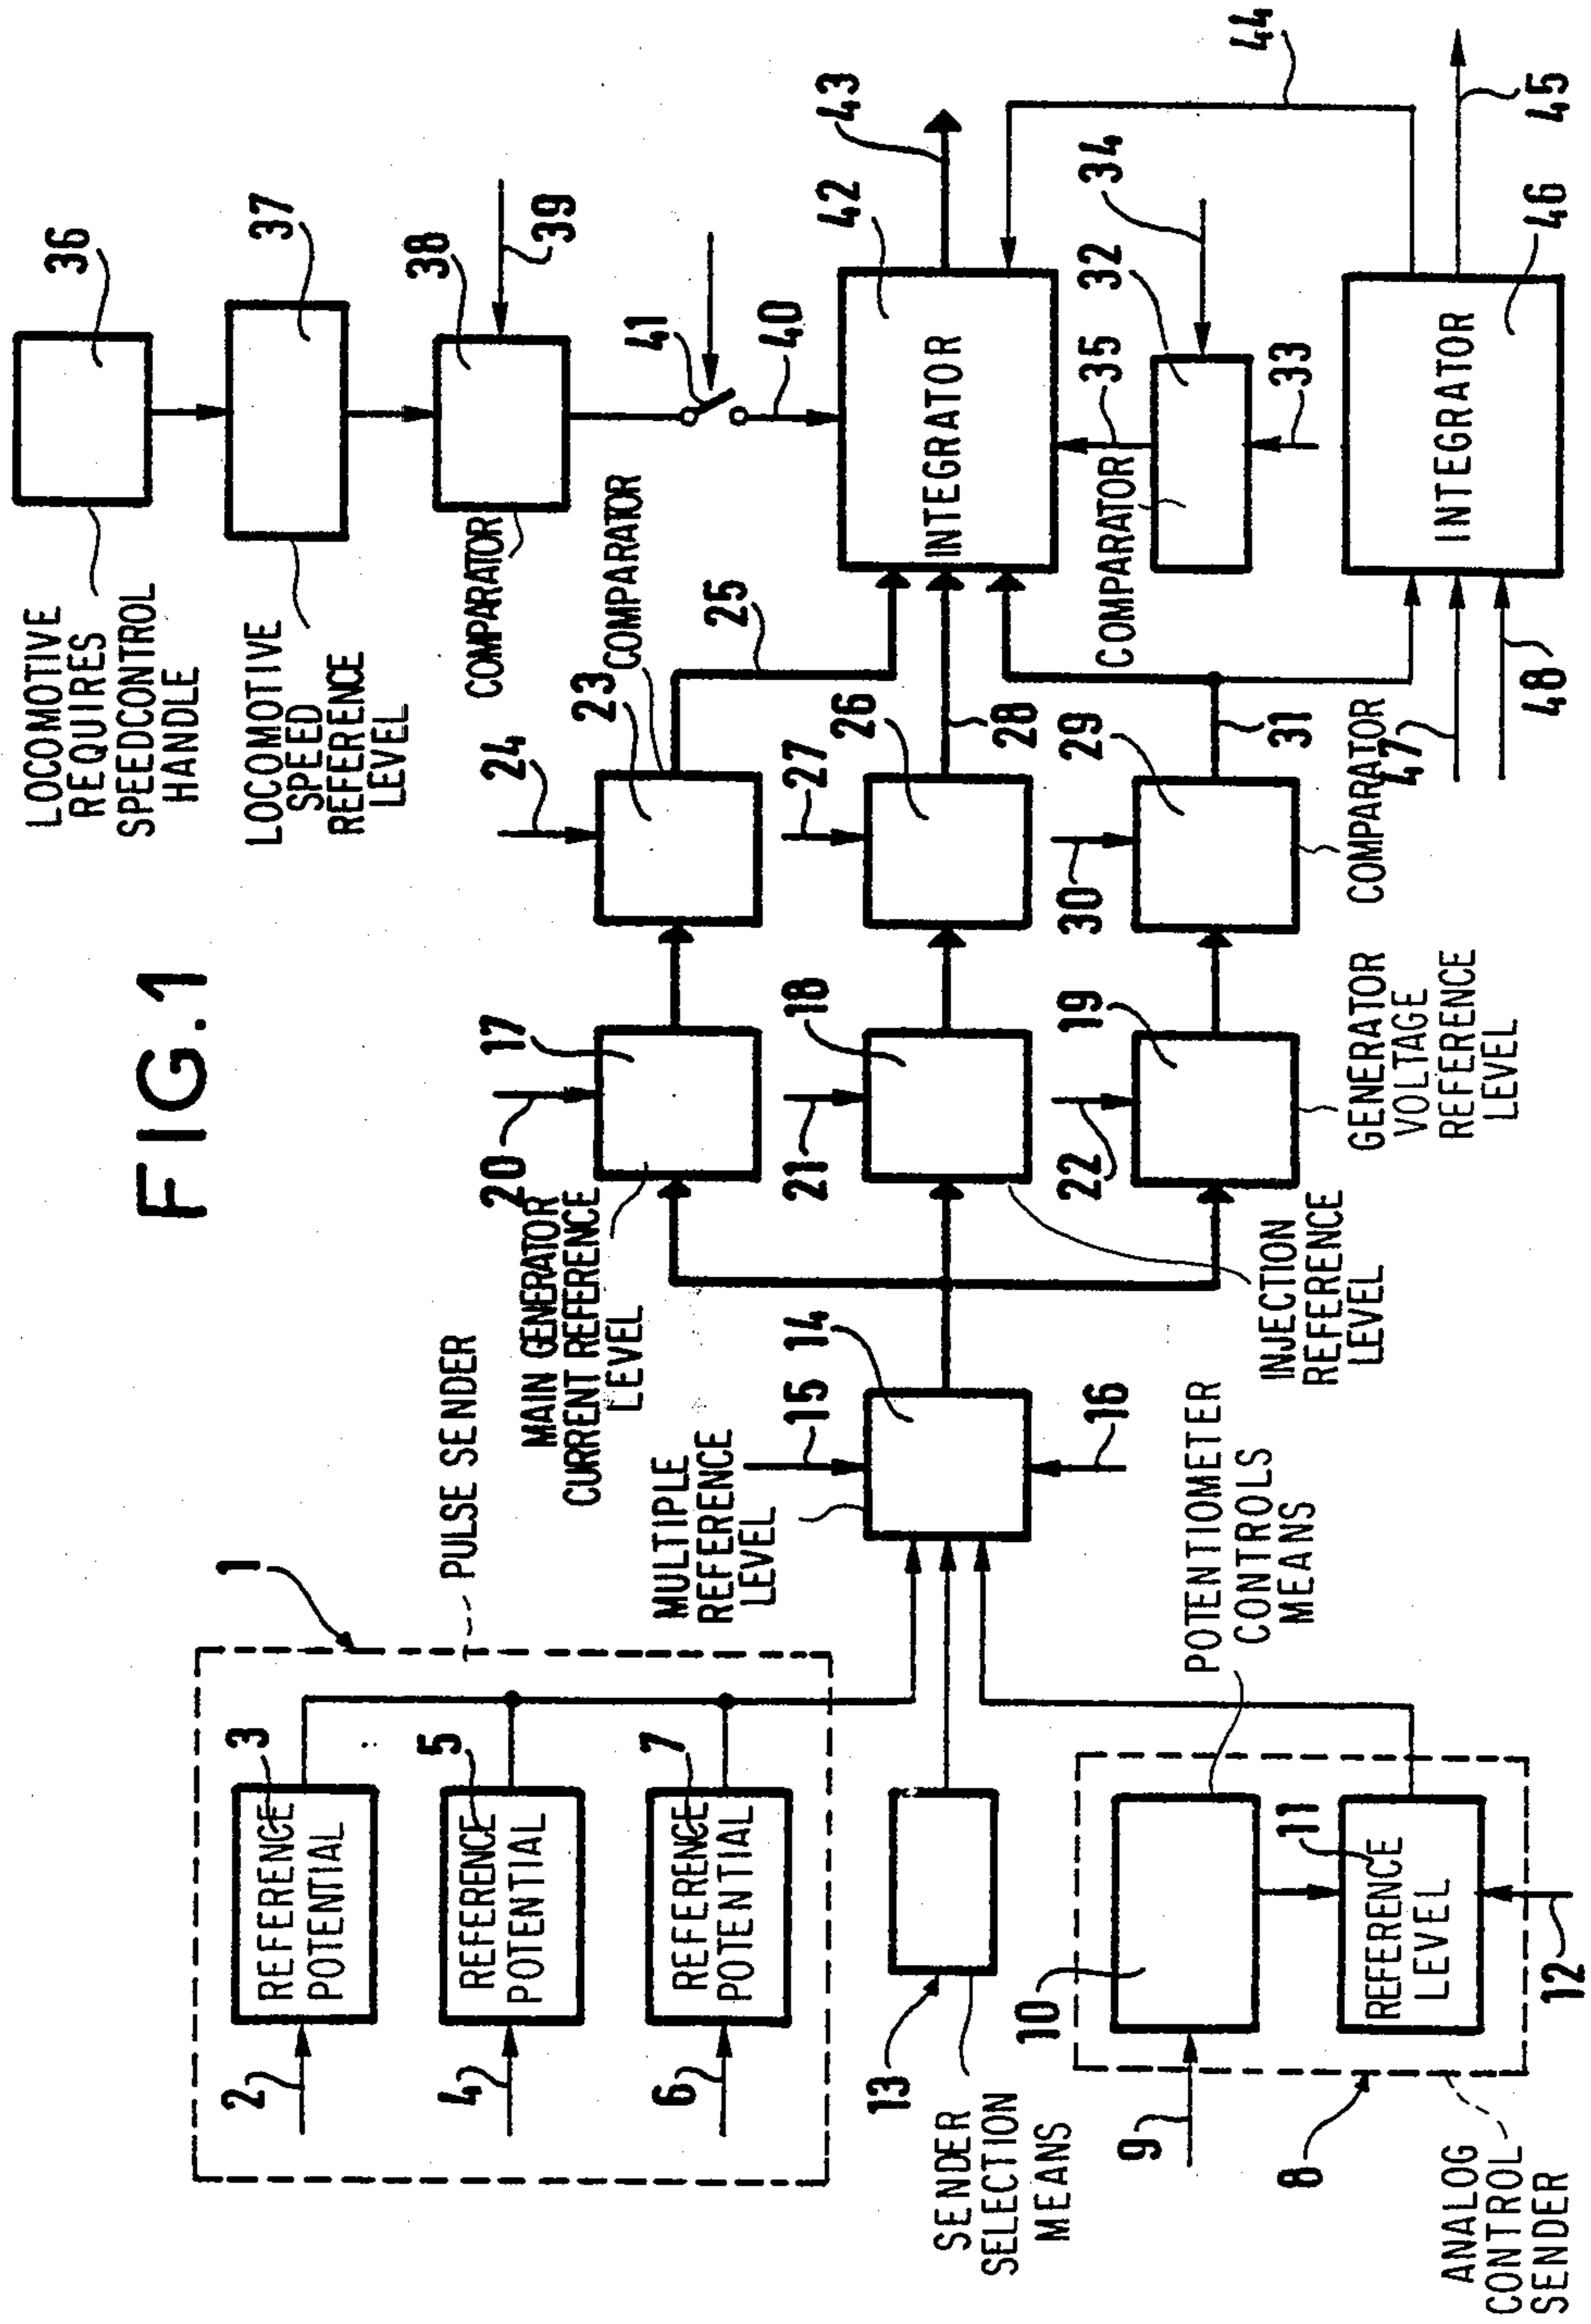 FIG.1
1
PULSE SENDER
2
3
REFERENCE
POTENTIAL
4
5
REFERENCE
POTENTIAL
6
7
REFERENCE
POTENTIAL
13
SENDER
SELECTION
MEANS
9
10
POTENTIOMETER
CONTROLS
MEANS
11
REFERENCE
LEVEL
12
8
ANALOG
CONTROL
SENDER
MULTIPLE
REFERENCE
LEVEL
15
14
16
20
17
MAIN GENERATOR
CURRENT REFERENCE
LEVEL
21
18
INJECTION
REFERENCE
LEVEL
22
19
GENERATOR
VOLTAGE
REFERENCE
LEVEL
24
23
COMPARATOR
25
27
26
28
30
29
COMPARATOR
31
LOCOMOTIVE
REQUIRES
SPEEDCONTROL
HANDLE
36
LOCOMOTIVE
SPEED
REFERENCE
LEVEL
37
COMPARATOR
38
39
41
40
INTEGRATOR
42
43
44
COMPARATOR
35
32
34
33
INTEGRATOR
46
45
47
48